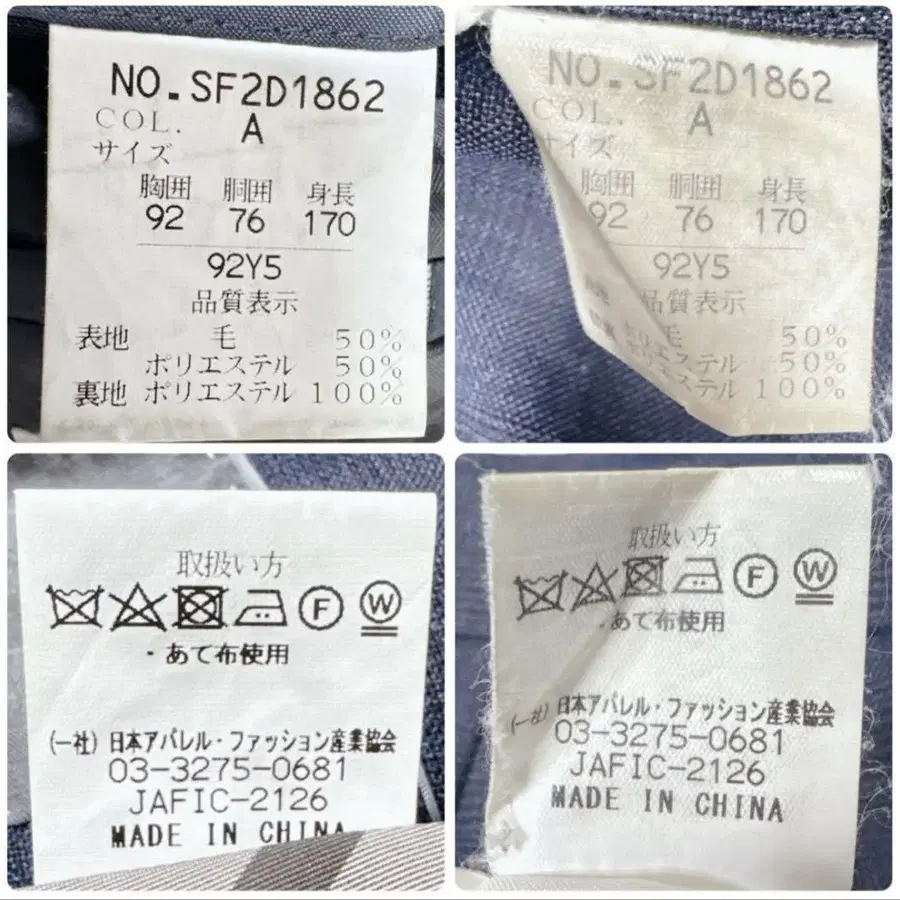 NO.SF2D1862
COL. A
サイズ
胸囲 胴囲 身長
92 76 170
92Y5
品質表示
表地 毛 50%
ポリエステル 50%
裏地 ポリエステル 100%
NO.SF2D1862
COL. A
サイズ
胸囲 胴囲 身長
92 76 170
92Y5
品質表示
毛 50%
ポリエステル 50%
ポリエステル 100%
取扱い方
F W
・あて布使用
(一社) 日本アパレル・ファッション産業協会
03-3275-0681
JAFIC-2126
MADE IN CHINA
取扱い方
F W
・あて布使用
(一社) 日本アパレル・ファッション産業協会
03-3275-0681
JAFIC-2126
MADE IN CHINA